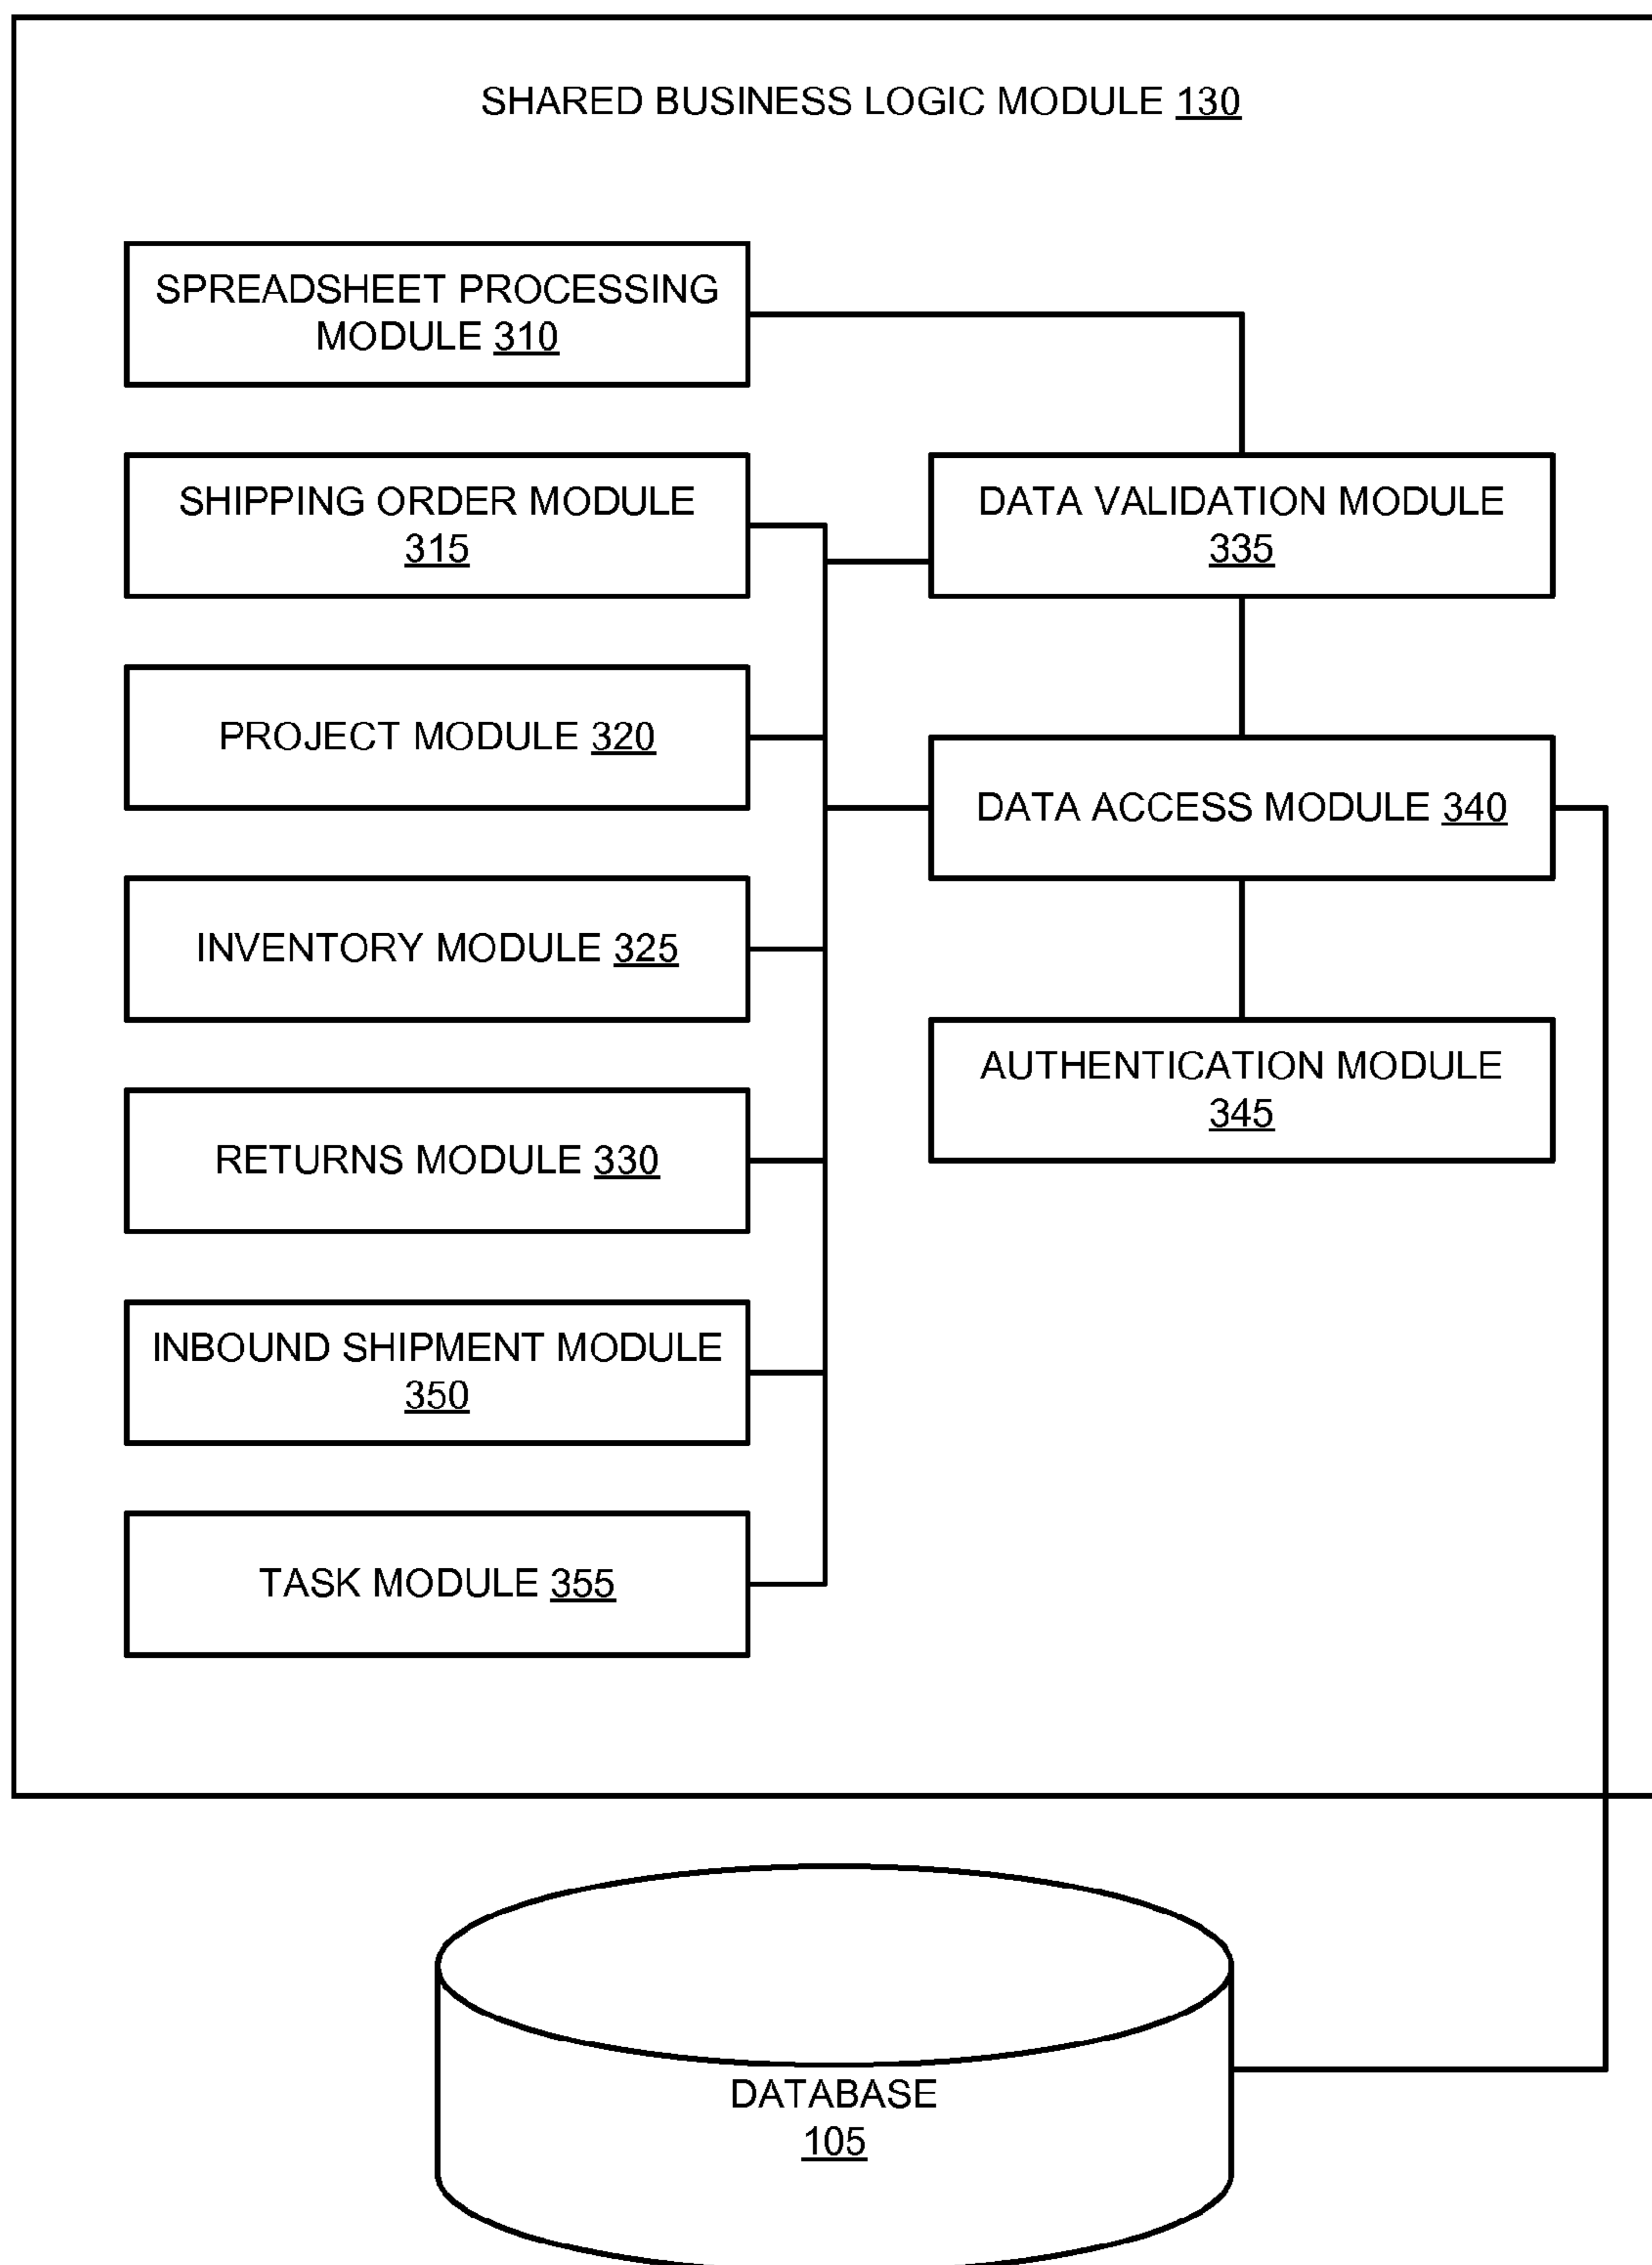 SHARED BUSINESS LOGIC MODULE 130
SPREADSHEET PROCESSING
MODULE 310
SHIPPING ORDER MODULE
315
DATA VALIDATION MODULE
335
PROJECT MODULE 320
DATA ACCESS MODULE 340
INVENTORY MODULE 325
AUTHENTICATION MODULE
345
RETURNS MODULE 330
INBOUND SHIPMENT MODULE
350
TASK MODULE 355
DATABASE
105